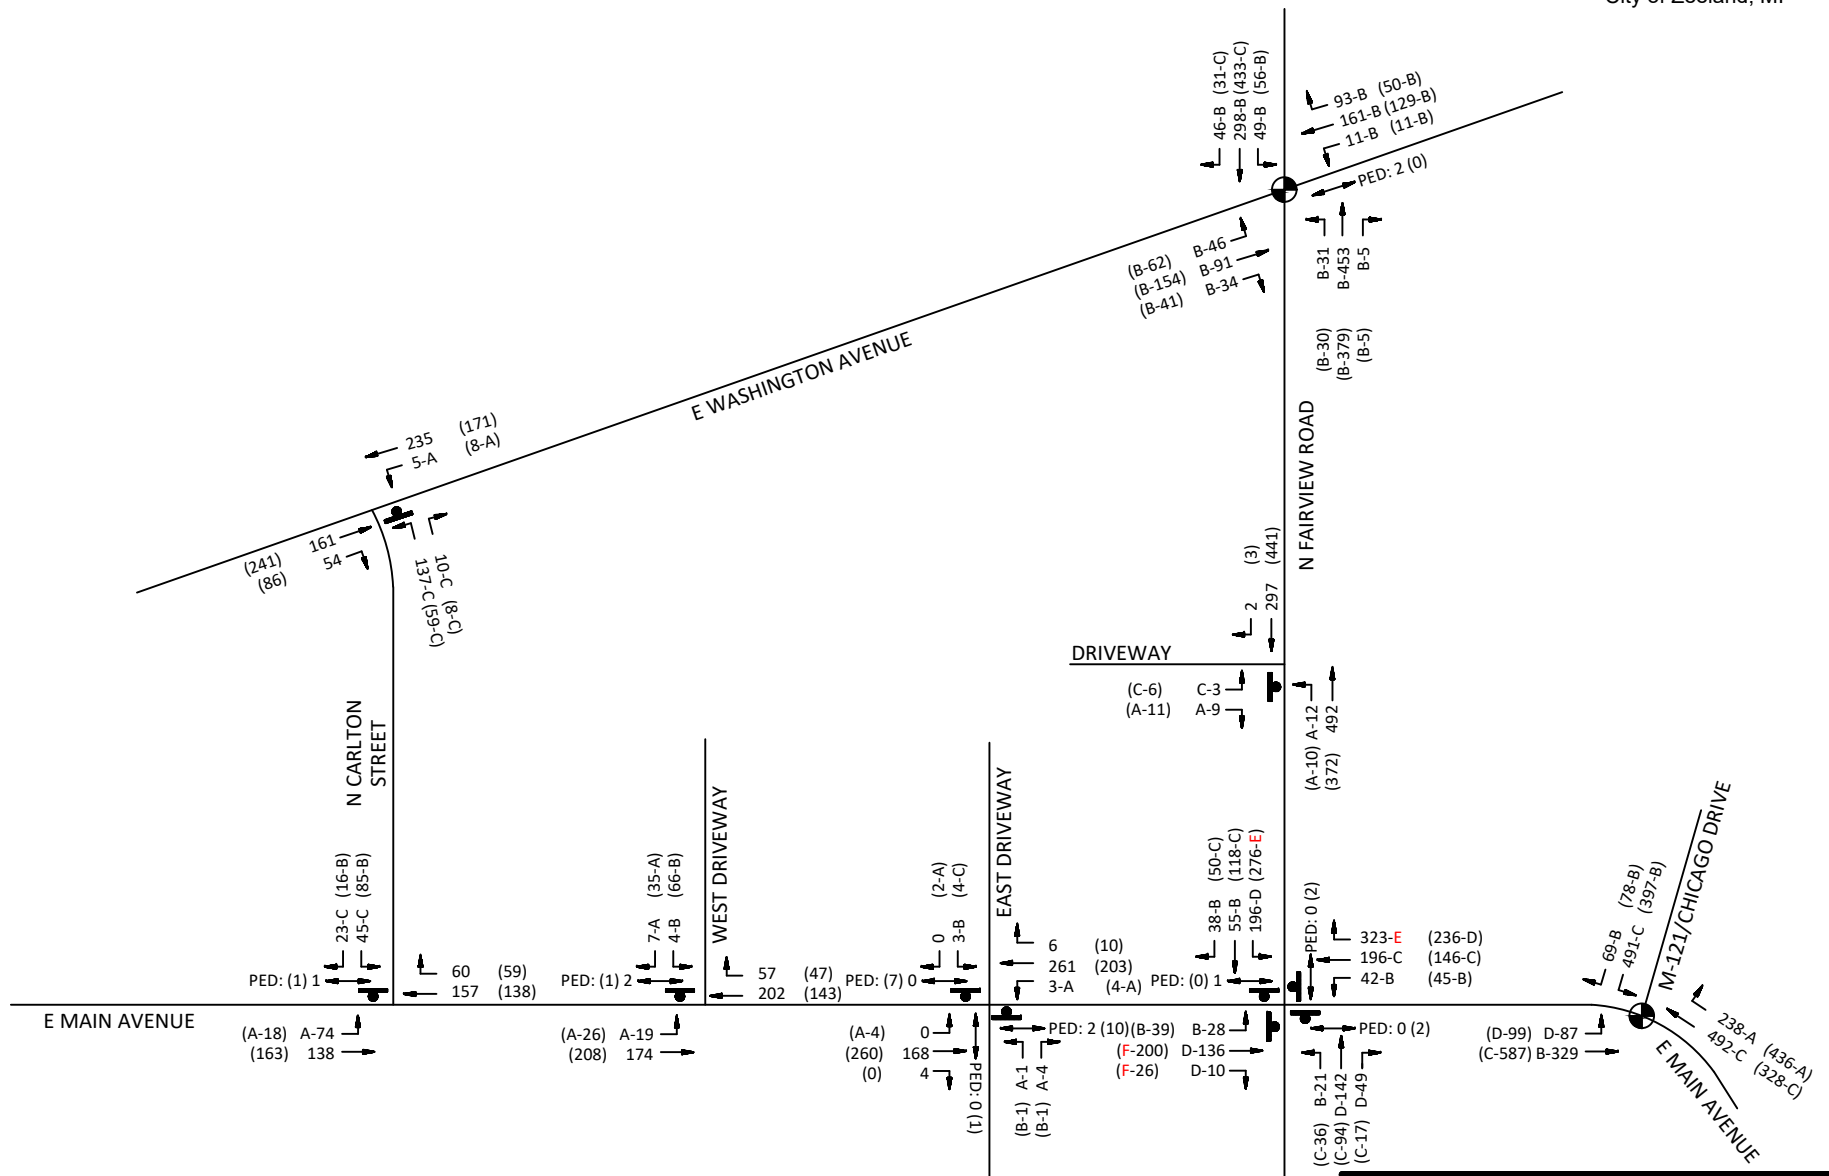 46-B (31-C)
298-B (433-C)
49-B (56-B)
93-B (50-B)
161-B (129-B)
11-B (11-B)
PED: 2 (0)
(B-62) B-46
(B-154) B-91
(B-41) B-34
B-31 (B-30)
B-453 (B-379)
B-5 (B-5)
E WASHINGTON AVENUE
N FAIRVIEW ROAD
235 (171)
5-A (8-A)
(241) 161
(86) 54
10-C (8-C)
137-C (59-C)
2 (3)
297 (441)
DRIVEWAY
(C-6) C-3
(A-11) A-9
(A-10) A-12
(372) 492
N CARLTON
STREET
WEST DRIVEWAY
EAST DRIVEWAY
M-121/CHICAGO DRIVE
23-C (16-B)
45-C (85-B)
PED: (1) 1
60 (59)
157 (138)
7-A (35-A)
4-B (66-B)
PED: (1) 2
57 (47)
202 (143)
0 (2-A)
3-B (4-C)
PED: (7) 0
6 (10)
261 (203)
3-A (4-A)
38-B (50-C)
55-B (118-C)
196-D (276-E)
PED: (0) 1
PED: 0 (2)
323-E (236-D)
196-C (146-C)
42-B (45-B)
69-B (78-B)
491-C (397-B)
E MAIN AVENUE
(A-18) A-74
(163) 138
(A-26) A-19
(208) 174
(A-4) 0
(260) 168
(0) 4
PED: 0 (1)
PED: 2 (10)
(B-1) A-1
(B-1) A-4
(B-39) B-28
(F-200) D-136
(F-26) D-10
PED: 0 (2)
(C-36) B-21
(C-94) D-142
(C-17) D-49
(D-99) D-87
(C-587) B-329
238-A (436-A)
492-C (328-C)
E MAIN AVENUE